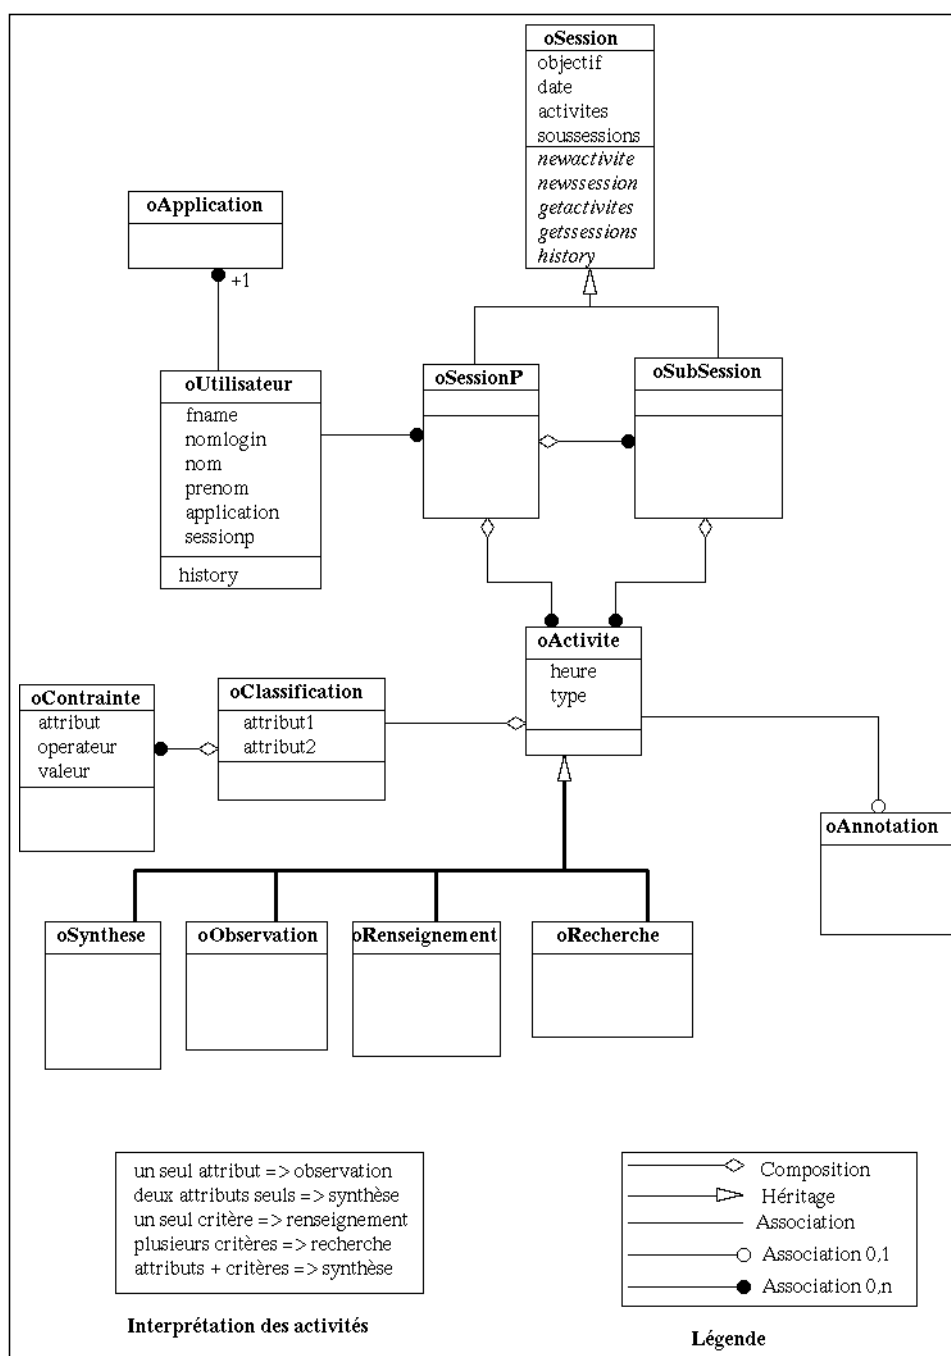 oSession
objectif
date
activites
soussessions
newactivite
newssession
getactivites
getssessions
history
oApplication
+1
oUtilisateur
fname
nomlogin
nom
prenom
application
sessionp
history
oSessionP
oSubSession
oActivite
heure
type
oContrainte
attribut
operateur
valeur
oClassification
attribut1
attribut2
oAnnotation
oSynthese
oObservation
oRenseignement
oRecherche
un seul attribut => observation
deux attributs seuls => synthèse
un seul critère => renseignement
plusieurs critères => recherche
attributs + critères => synthèse
Interprétation des activités
Composition
Héritage
Association
Association 0,1
Association 0,n
Légende